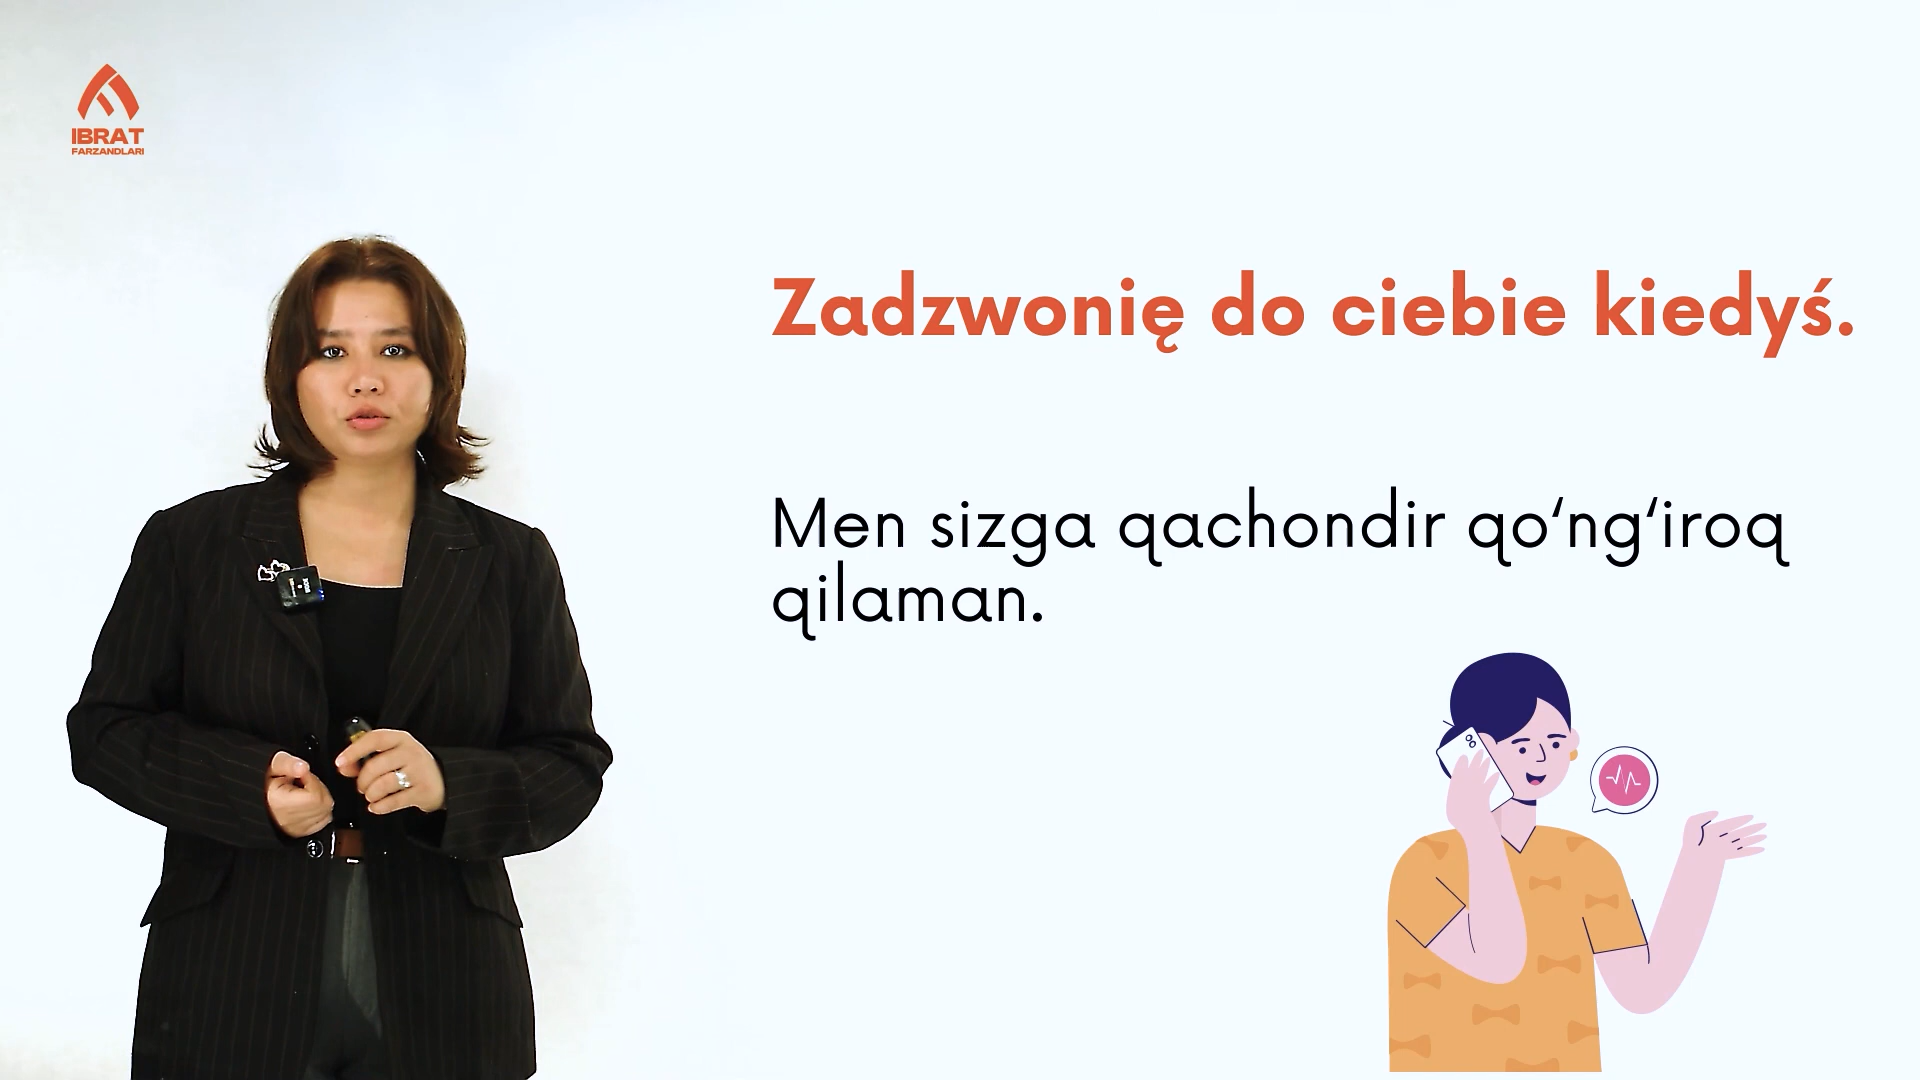 IBRAT
FARZANDLARI
Zadzwonię do ciebie kiedyś.
Men sizga qachondir qo‘ng‘iroq
qilaman.